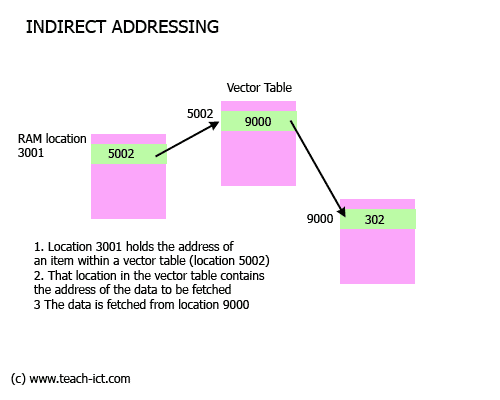 INDIRECT ADDRESSING
Vector Table
5002
9000
RAM location
3001
5002
9000
302
1. Location 3001 holds the address of
an item within a vector table (location 5002)
2. That location in the vector table contains
the address of the data to be fetched
3 The data is fetched from location 9000
(c) www.teach-ict.com